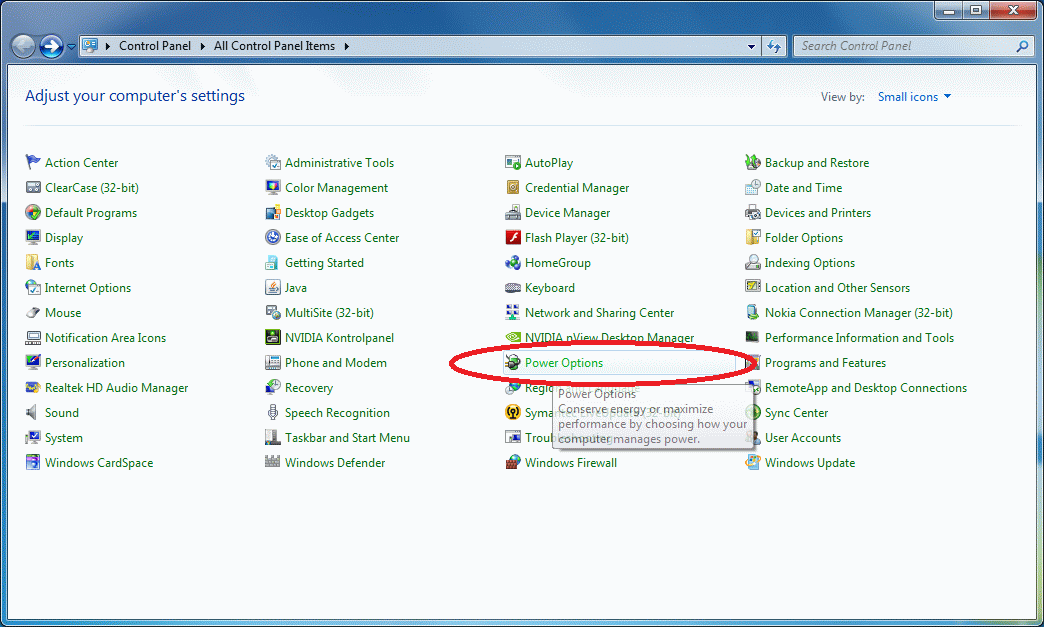 Control Panel All Control Panel Items
Search Control Panel
Adjust your computer's settings
View by: Small icons
Action Center
Administrative Tools
AutoPlay
Backup and Restore
ClearCase (32-bit)
Color Management
Credential Manager
Date and Time
Default Programs
Desktop Gadgets
Device Manager
Devices and Printers
Display
Ease of Access Center
Flash Player (32-bit)
Folder Options
Fonts
Getting Started
HomeGroup
Indexing Options
Internet Options
Java
Keyboard
Location and Other Sensors
Mouse
MultiSite (32-bit)
Network and Sharing Center
Nokia Connection Manager (32-bit)
Notification Area Icons
NVIDIA Kontrolpanel
NVIDIA nView Desktop Manager
Performance Information and Tools
Personalization
Phone and Modem
Power Options
Programs and Features
Realtek HD Audio Manager
Recovery
RemoteApp and Desktop Connections
Sound
Speech Recognition
Sync Center
System
Taskbar and Start Menu
User Accounts
Windows CardSpace
Windows Defender
Windows Firewall
Windows Update
Power Options
Conserve energy or maximize
performance by choosing how your
computer manages power.